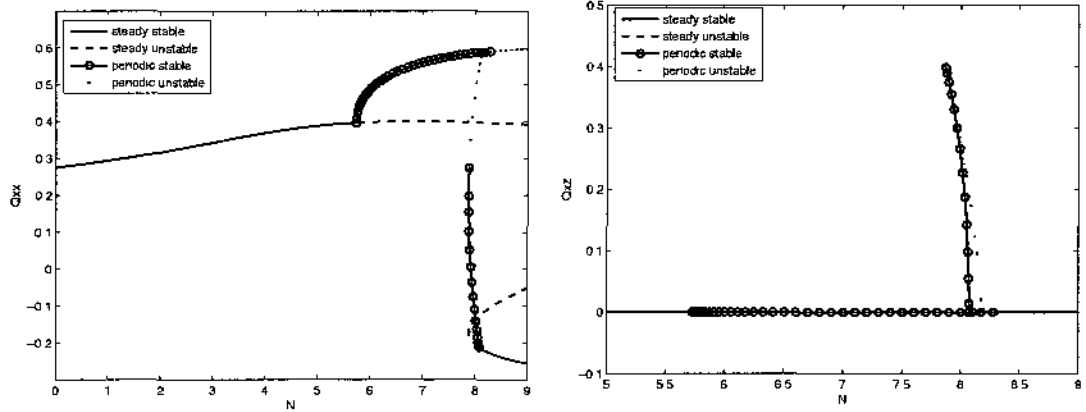 0.6
0.5
0.4
0.3
0.2
0.1
0
-0.1
-0.2
Qxx
steady stable
steady unstable
periodic stable
periodic unstable
0 1 2 3 4 5 6 7 8 9
N
0.5
0.4
0.3
0.2
0.1
0
-0.1
Qxz
steady stable
steady unstable
periodic stable
periodic unstable
5 5.5 6 6.5 7 7.5 8 8.5 9
N